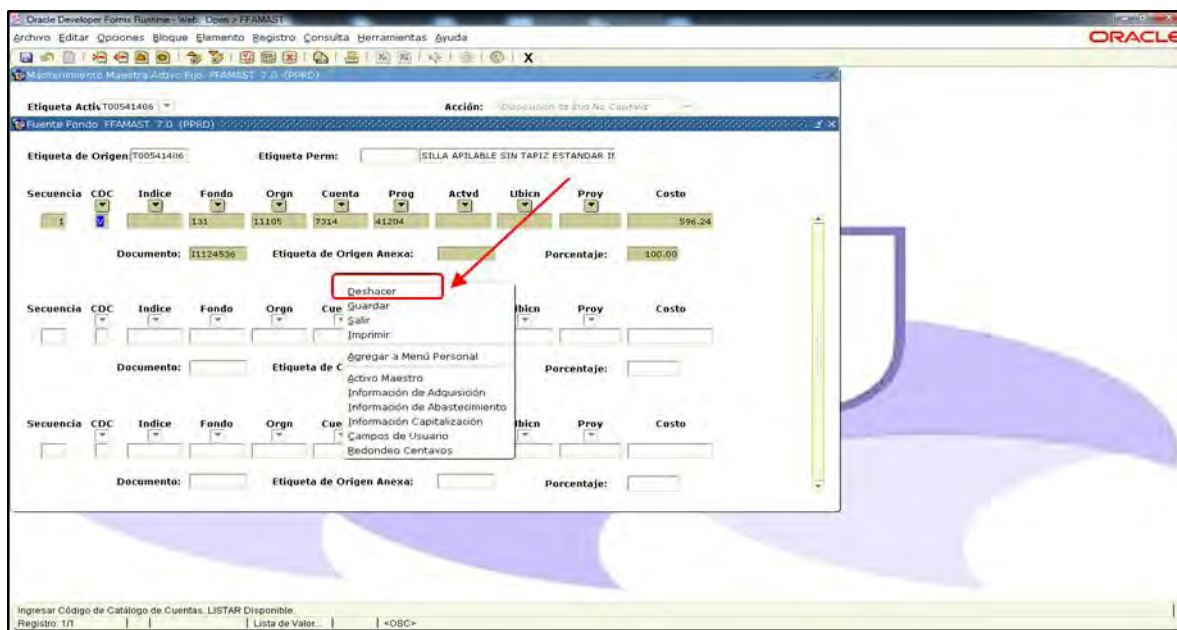 Oracle Developer Forms Runtime - Web: Open > FFAMAST
Archivo Editar Opciones Bloque Elemento Registro Consulta Herramientas Ayuda
ORACLE
X
Mantenimiento Maestra Activo Fijo FFAMAST 7.0 (PPRD)
Etiqueta Activ T00541406 Acción: Disposición de Etiq No Capitaliz
Fuente Fondo FFAMAST 7.0 (PPRD)
Etiqueta de Origen: T00541406 Etiqueta Perm: SILLA APILABLE SIN TAPIZ ESTANDAR IN
Secuencia CDC Indice Fondo Orgn Cuenta Prog Actvd Ubicn Proy Costo
1 131 11105 7314 41204 596.24
Documento: I1124536 Etiqueta de Origen Anexa: Porcentaje: 100.00
Deshacer
Secuencia CDC Indice Fondo Orgn Cue Guardar Ubicn Proy Costo
Salir
Imprimir
Agregar a Menú Personal
Documento: Etiqueta de Porcentaje:
Activo Maestro
Información de Adquisición
Información de Abastecimiento
Secuencia CDC Indice Fondo Orgn Cue Información Capitalización Ubicn Proy Costo
Campos de Usuario
Redondeo Centavos
Documento: Etiqueta de Origen Anexa: Porcentaje:
Ingresar Código de Catálogo de Cuentas. LISTAR Disponible.
Registro: 1/1 Lista de Valor... <OSC>